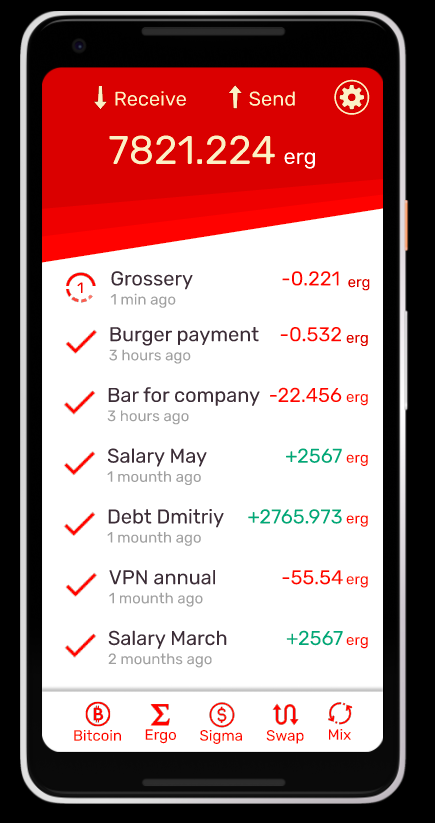 Receive Send
7821.224 erg
Grossery -0.221 erg
1
1 min ago
Burger payment -0.532 erg
3 hours ago
Bar for company -22.456 erg
3 hours ago
Salary May +2567 erg
1 mounth ago
Debt Dmitriy +2765.973 erg
1 mounth ago
VPN annual -55.54 erg
1 mounth ago
Salary March +2567 erg
2 mounths ago
Bitcoin Ergo Sigma Swap Mix